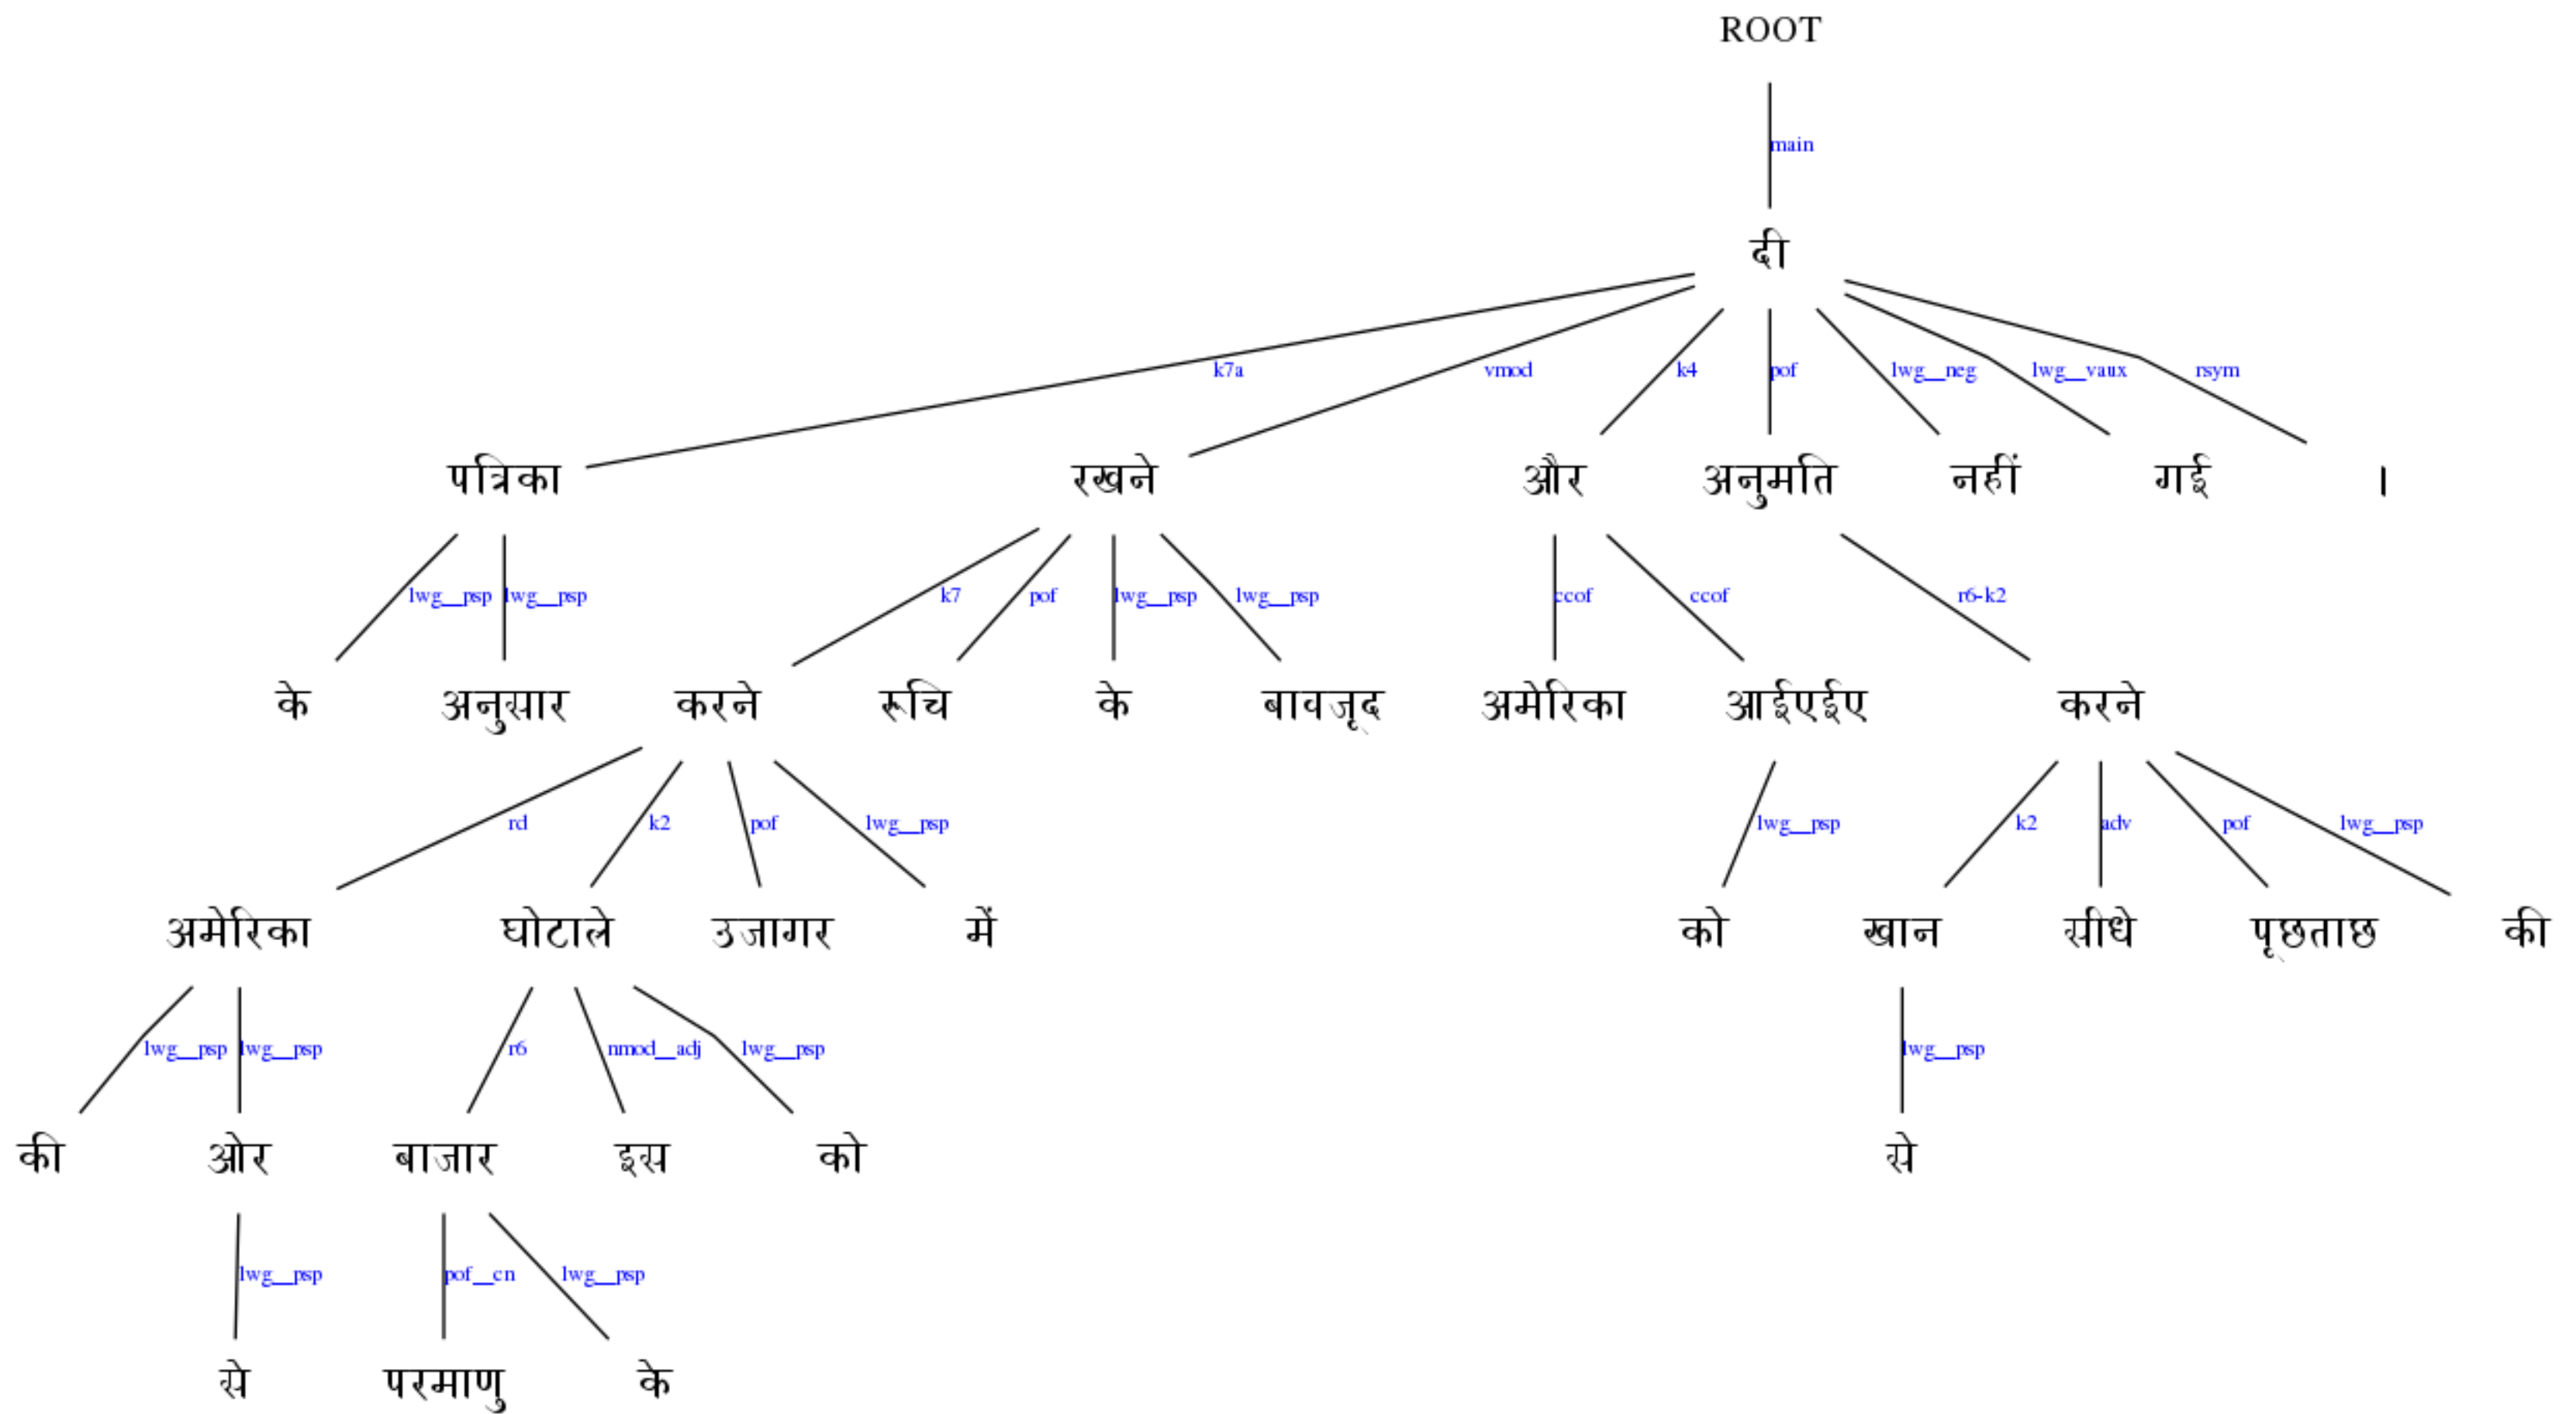 ROOT
main
दी
k7a vmod k4 pof lwg__neg lwg__vaux rsym
पत्रिका रखने और अनुमति नहीं गई ।
lwg__psp lwg__psp k7 pof lwg__psp lwg__psp ccof ccof r6-k2
के अनुसार करने रूचि के बावजूद अमेरिका आईएईए करने
rd k2 pof lwg__psp lwg__psp k2 adv pof lwg__psp
अमेरिका घोटाले उजागर में को खान सीधे पूछताछ की
lwg__psp lwg__psp r6 nmod__adj lwg__psp lwg__psp
की ओर बाजार इस को से
lwg__psp pof__cn lwg__psp
से परमाणु के